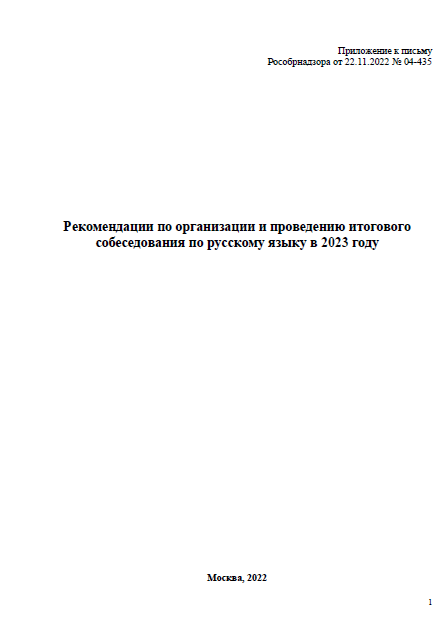 Приложение к письму
Рособрнадзора от 22.11.2022 № 04-435
Рекомендации по организации и проведению итогового
собеседования по русскому языку в 2023 году
Москва, 2022
1